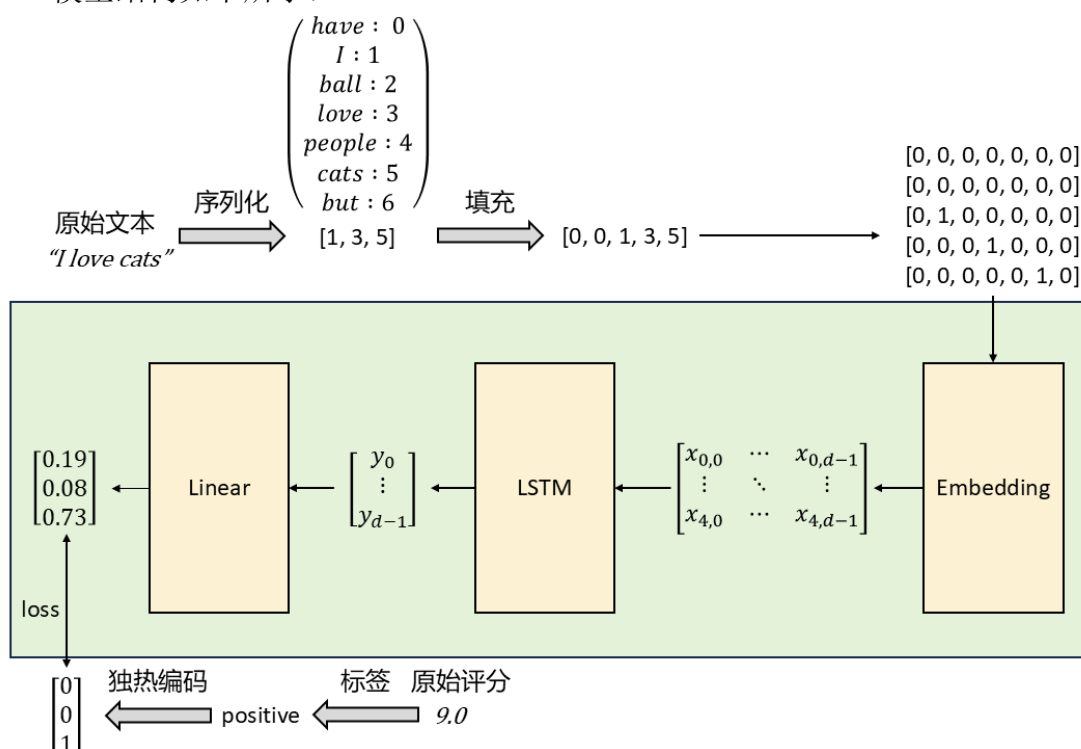 have : 0
I : 1
ball : 2
love : 3
people : 4
cats : 5
but : 6
原始文本
"I love cats"
序列化
[1, 3, 5]
填充
[0, 0, 1, 3, 5]
[0, 0, 0, 0, 0, 0, 0]
[0, 0, 0, 0, 0, 0, 0]
[0, 1, 0, 0, 0, 0, 0]
[0, 0, 0, 1, 0, 0, 0]
[0, 0, 0, 0, 0, 1, 0]
0.19
0.08
0.73
Linear
y0
⋮
yd−1
LSTM
x0,0 ⋯ x0,d−1
⋮ ⋱ ⋮
x4,0 ⋯ x4,d−1
Embedding
loss
0
0
1
独热编码
positive
标签
原始评分
9.0